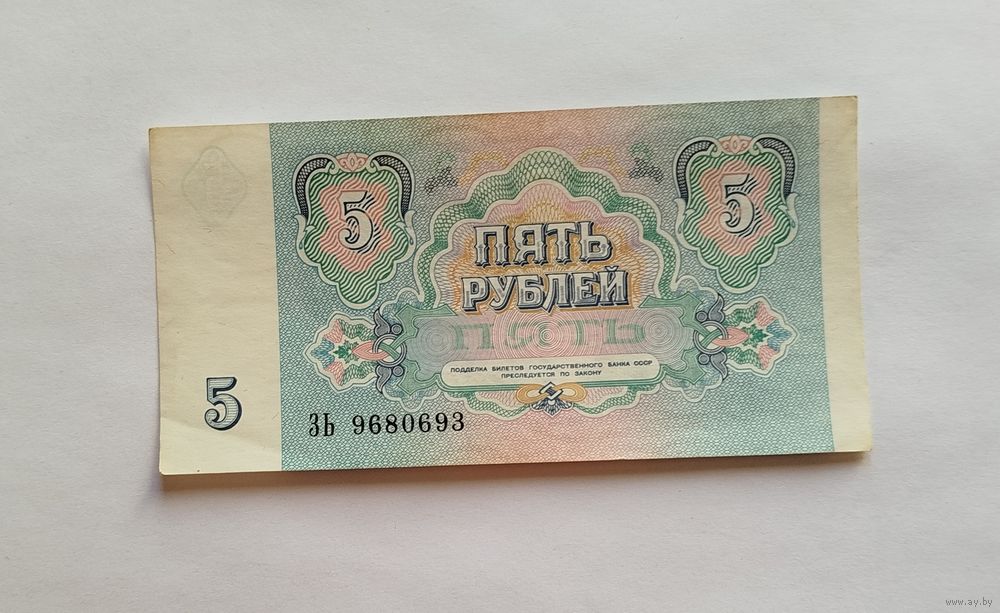 5
5
ПЯТЬ
РУБЛЕЙ
ПЯТЬ
ПОДДЕЛКА БИЛЕТОВ ГОСУДАРСТВЕННОГО БАНКА СССР
ПРЕСЛЕДУЕТСЯ ПО ЗАКОНУ
5
ЗЬ 9680693
www.ay.by